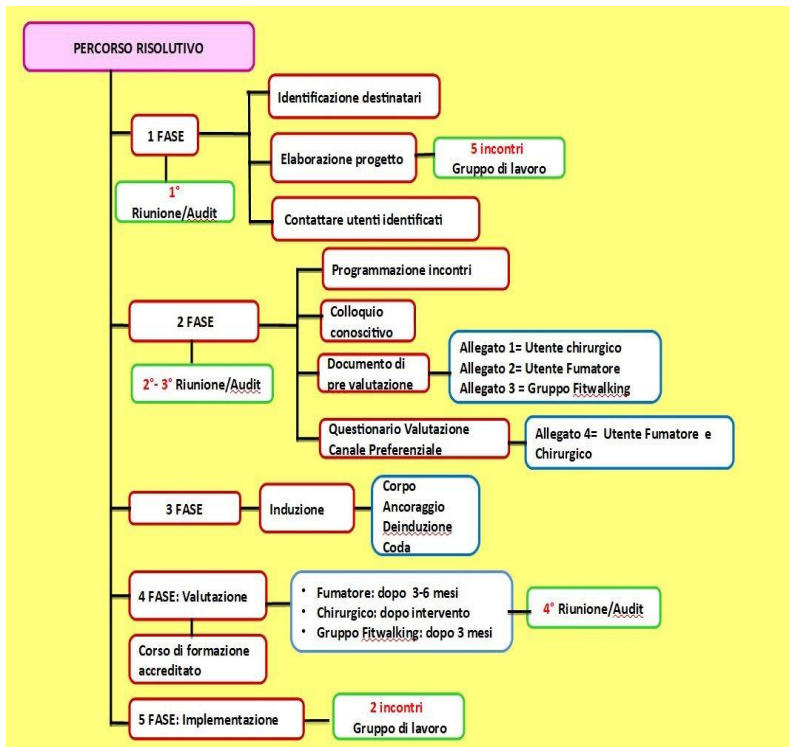 PERCORSO RISOLUTIVO
1 FASE
1°
Riunione/Audit
Identificazione destinatari
Elaborazione progetto
5 incontri
Gruppo di lavoro
Contattare utenti identificati
2 FASE
2°- 3° Riunione/Audit
Programmazione incontri
Colloquio
conoscitivo
Documento di
pre valutazione
Allegato 1= Utente chirurgico
Allegato 2= Utente Fumatore
Allegato 3 = Gruppo Fitwalking
Questionario Valutazione
Canale Preferenziale
Allegato 4= Utente Fumatore e
Chirurgico
3 FASE
Induzione
Corpo
Ancoraggio
Deinduzione
Coda
4 FASE: Valutazione
Corso di formazione
accreditato
• Fumatore: dopo 3-6 mesi
• Chirurgico: dopo intervento
• Gruppo Fitwalking: dopo 3 mesi
4° Riunione/Audit
5 FASE: Implementazione
2 incontri
Gruppo di lavoro